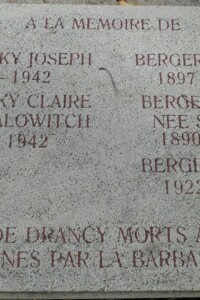 A LA MEMOIRE DE
KY JOSEPH BERGER
- 1942 1897
KY CLAIRE BERGE
ALOWITCH NEE S
1942 1890
BERGE
1922
DE DRANCY MORTS A
NES PAR LA BARBA